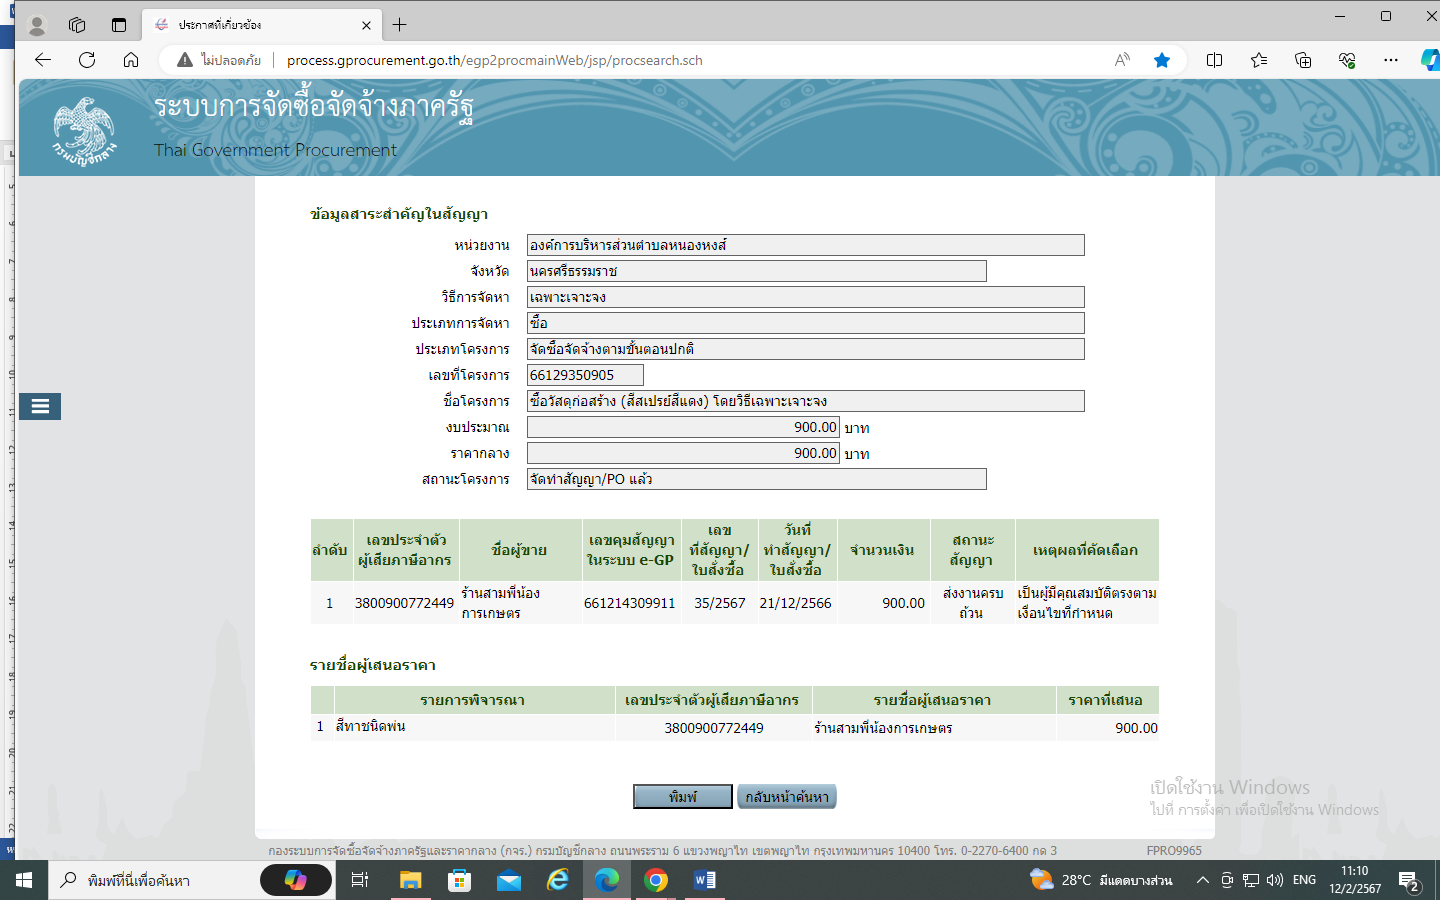 ประกาศที่เกี่ยวข้อง
ไม่ปลอดภัย
process.gprocurement.go.th/egp2procmainWeb/jsp/procsearch.sch
ระบบการจัดซื้อจัดจ้างภาครัฐ
Thai Government Procurement
กรมบัญชีกลาง
ข้อมูลสาระสำคัญในสัญญา
หน่วยงาน องค์การบริหารส่วนตำบลหนองหงส์
จังหวัด นครศรีธรรมราช
วิธีการจัดหา เฉพาะเจาะจง
ประเภทการจัดหา ซื้อ
ประเภทโครงการ จัดซื้อจัดจ้างตามขั้นตอนปกติ
เลขที่โครงการ 66129350905
ชื่อโครงการ ซื้อวัสดุก่อสร้าง (สีสเปรย์สีแดง) โดยวิธีเฉพาะเจาะจง
งบประมาณ 900.00 บาท
ราคากลาง 900.00 บาท
สถานะโครงการ จัดทำสัญญา/PO แล้ว
ลำดับ เลขประจำตัวผู้เสียภาษีอากร ชื่อผู้ขาย เลขคุมสัญญาในระบบ e-GP เลขที่สัญญา/ใบสั่งซื้อ วันที่ทำสัญญา/ใบสั่งซื้อ จำนวนเงิน สถานะสัญญา เหตุผลที่คัดเลือก
1 3800900772449 ร้านสามพี่น้องการเกษตร 661214309911 35/2567 21/12/2566 900.00 ส่งงานครบถ้วน เป็นผู้มีคุณสมบัติตรงตามเงื่อนไขที่กำหนด
รายชื่อผู้เสนอราคา
รายการพิจารณา เลขประจำตัวผู้เสียภาษีอากร รายชื่อผู้เสนอราคา ราคาที่เสนอ
1 สีทาชนิดพ่น 3800900772449 ร้านสามพี่น้องการเกษตร 900.00
พิมพ์ กลับหน้าค้นหา
เปิดใช้งาน Windows
ไปที่ การตั้งค่า เพื่อเปิดใช้งาน Windows
กองระบบการจัดซื้อจัดจ้างภาครัฐและราคากลาง (กจร.) กรมบัญชีกลาง ถนนพระราม 6 แขวงพญาไท เขตพญาไท กรุงเทพมหานคร 10400 โทร. 0-2270-6400 กด 3 FPRO9965
พิมพ์ที่นี่เพื่อค้นหา
28°C มีแดดบางส่วน
ENG
11:10
12/2/2567
2